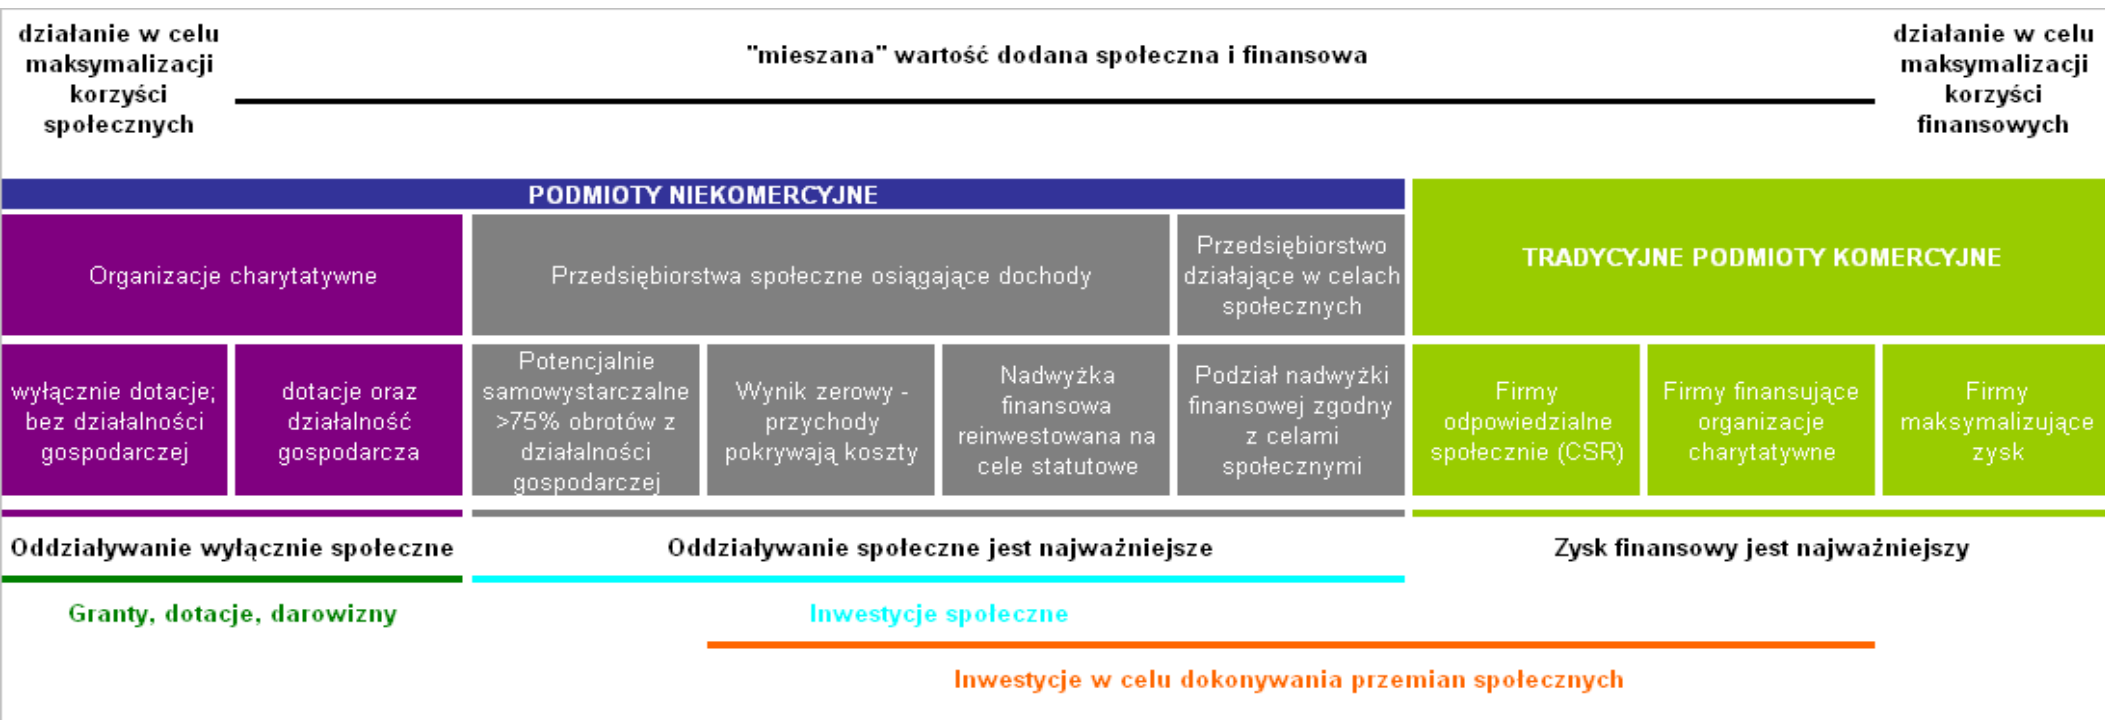 działanie w celu
maksymalizacji
korzyści
społecznych
"mieszana" wartość dodana społeczna i finansowa
działanie w celu
maksymalizacji
korzyści
finansowych
PODMIOTY NIEKOMERCYJNE
TRADYCYJNE PODMIOTY KOMERCYJNE
Organizacje charytatywne
Przedsiębiorstwa społeczne osiągające dochody
Przedsiębiorstwo
działające w celach
społecznych
wyłącznie dotacje;
bez działalności
gospodarczej
dotacje oraz
działalność
gospodarcza
Potencjalnie
samowystarczalne
>75% obrotów z
działalności
gospodarczej
Wynik zerowy -
przychody
pokrywają koszty
Nadwyżka
finansowa
reinwestowana na
cele statutowe
Podział nadwyżki
finansowej zgodny
z celami
społecznymi
Firmy
odpowiedzialne
społecznie (CSR)
Firmy finansujące
organizacje
charytatywne
Firmy
maksymalizujące
zysk
Oddziaływanie wyłącznie społeczne
Oddziaływanie społeczne jest najważniejsze
Zysk finansowy jest najważniejszy
Granty, dotacje, darowizny
Inwestycje społeczne
Inwestycje w celu dokonywania przemian społecznych